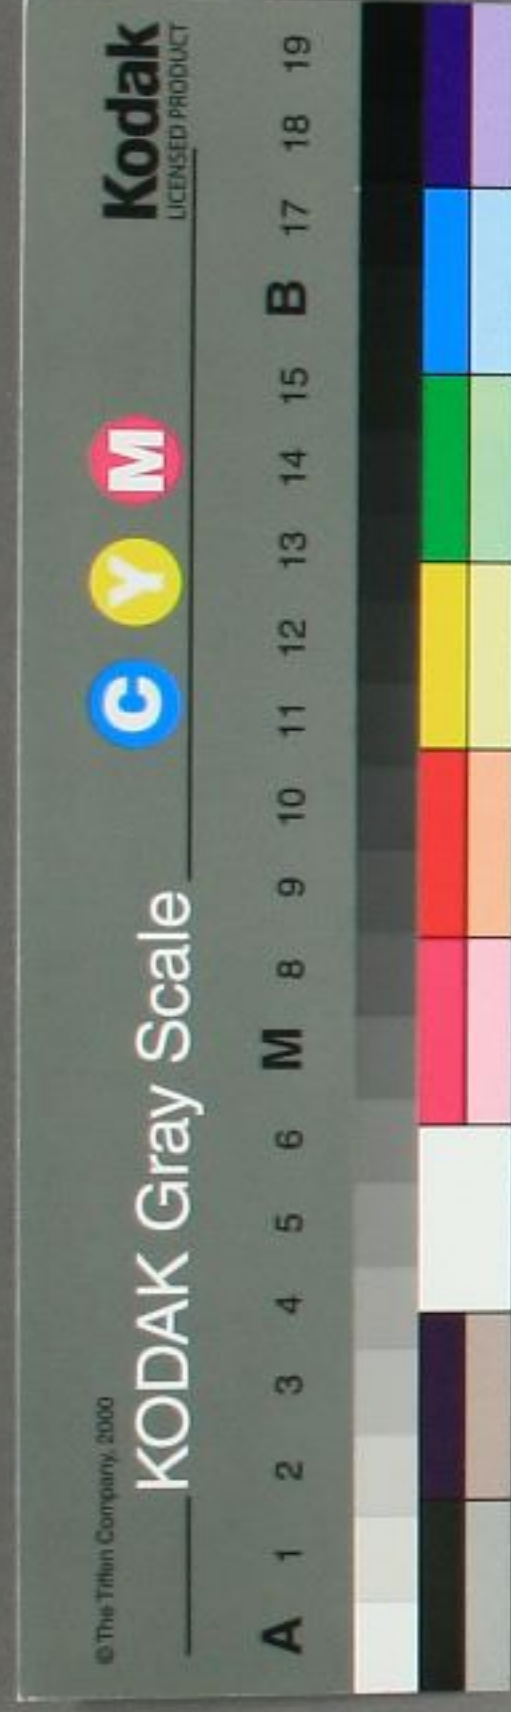 © The Tiffen Company, 2000
KODAK Gray Scale
C Y M
Kodak
LICENSED PRODUCT
A 1 2 3 4 5 6 M 8 9 10 11 12 13 14 15 B 17 18 19